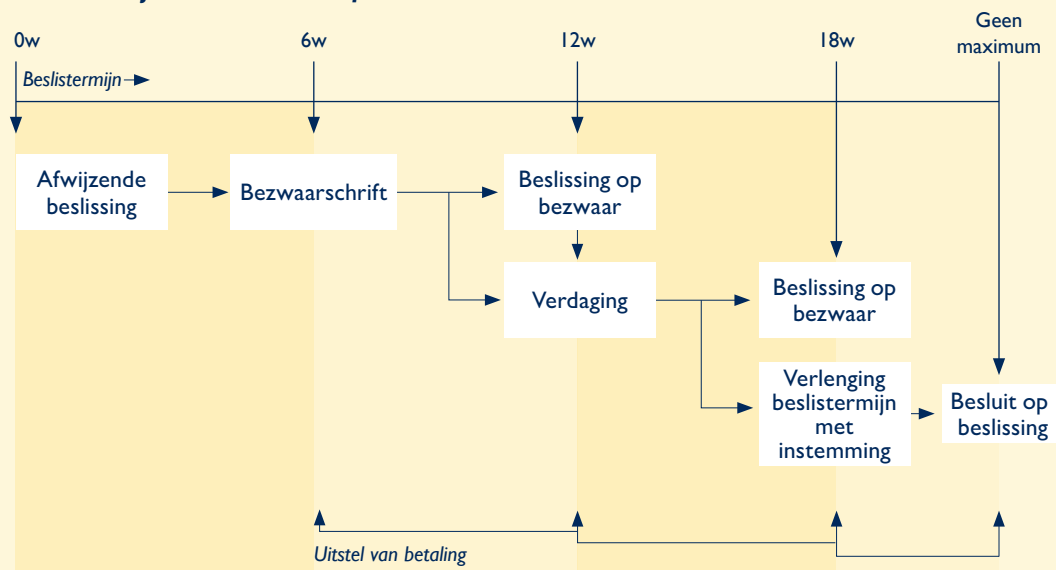 0w
6w
12w
18w
Geen
maximum
Beslistermijn
Afwijzende
beslissing
Bezwaarschrift
Beslissing op
bezwaar
Verdaging
Beslissing op
bezwaar
Verlenging
beslistermijn
met
instemming
Besluit op
beslissing
Uitstel van betaling